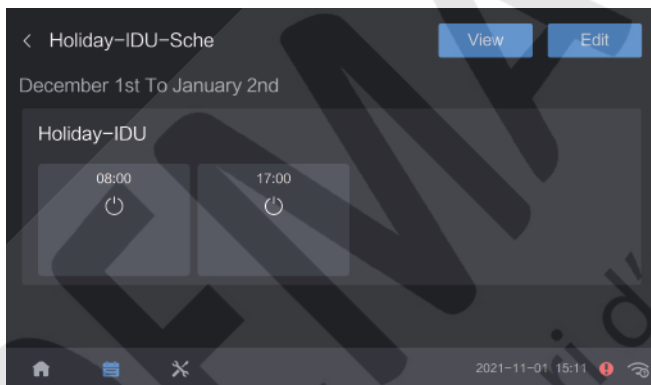 Holiday-IDU-Sche
View
Edit
December 1st To January 2nd
Holiday-IDU
08:00
17:00
2021-11-01 15:11